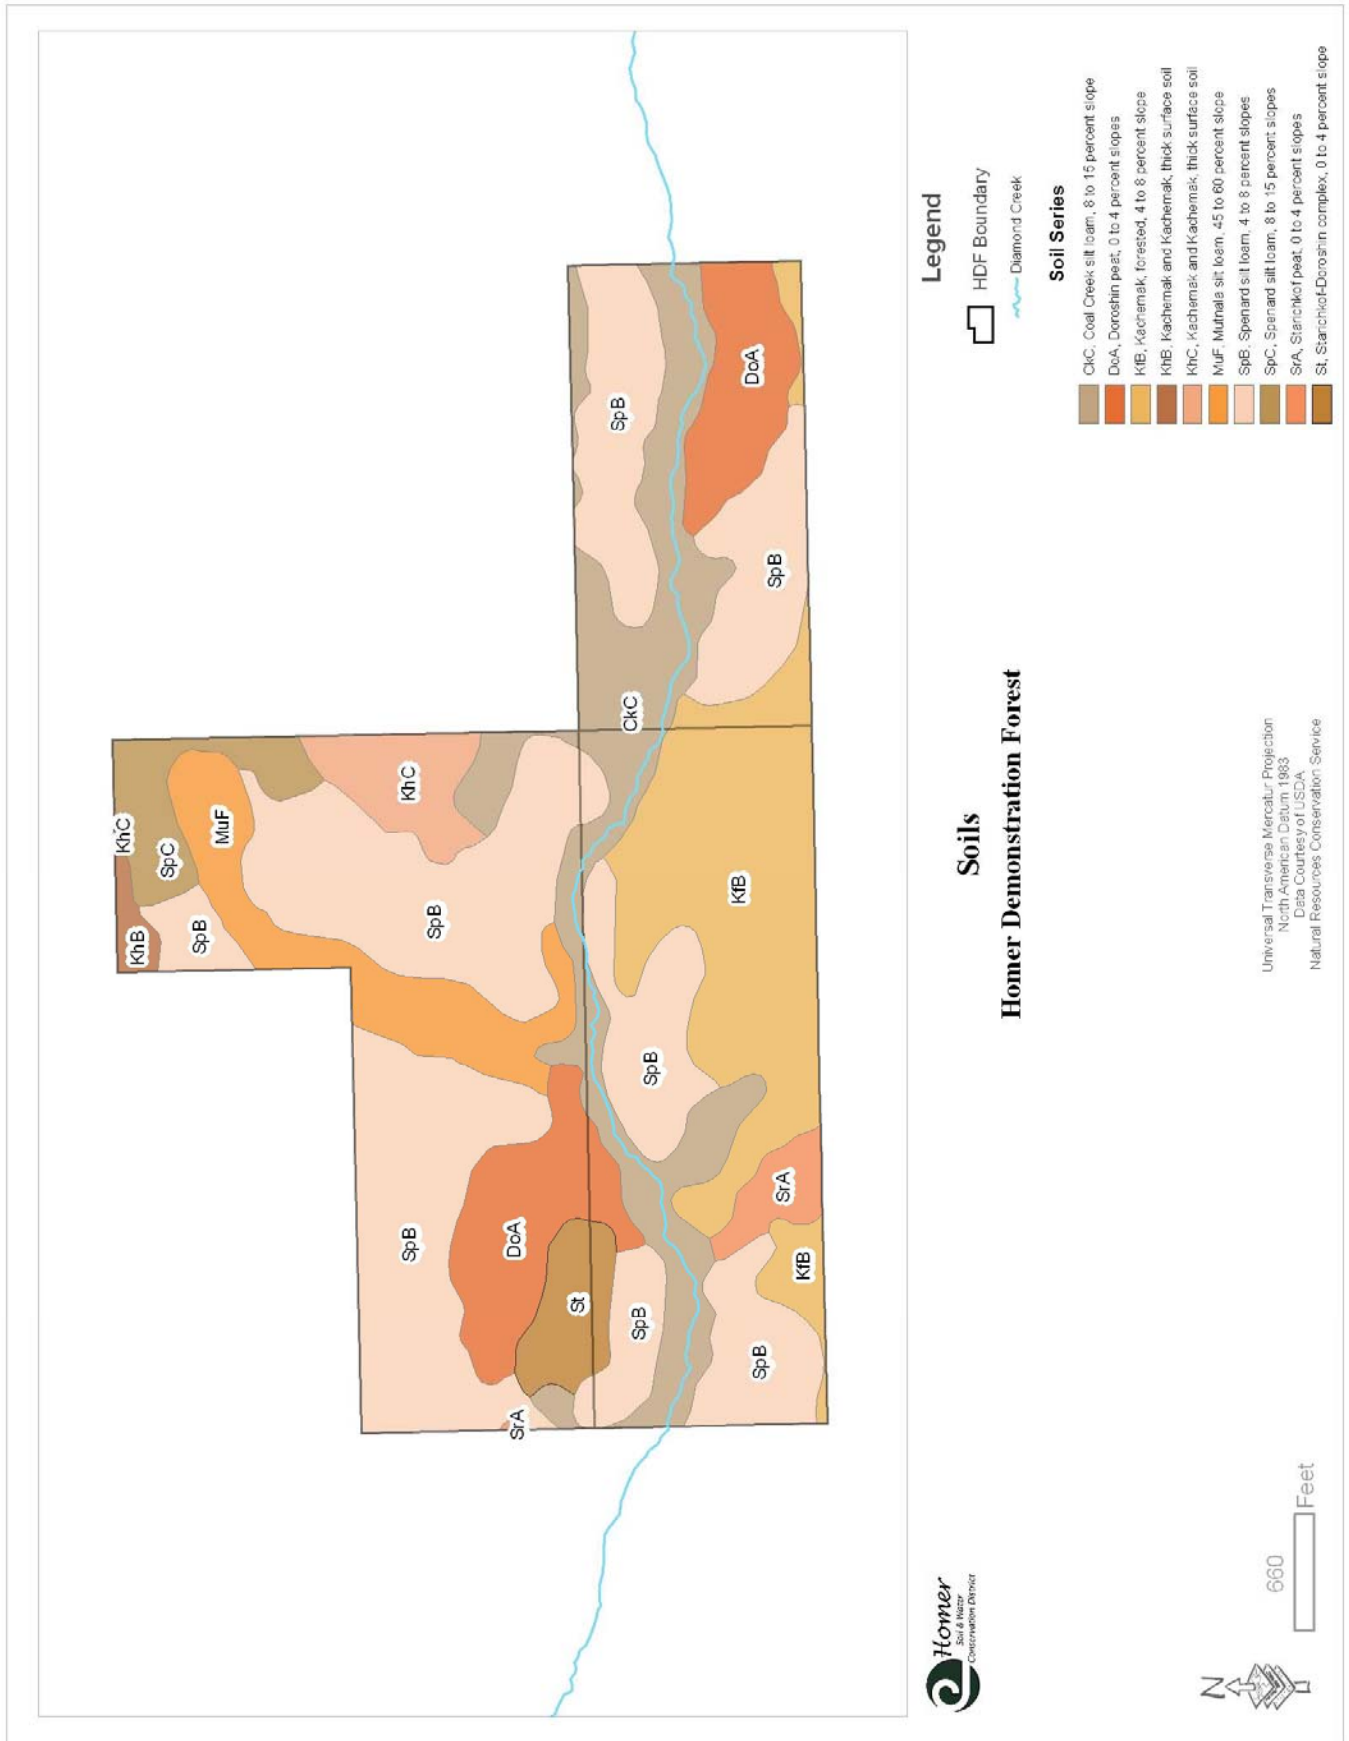 KhC
KhB
SpC
SpB
MuF
KhC
SpB
SpB
DoA
St
SrA
SpB
SpB
SpB
SrA
KfB
KfB
CkC
SpB
DoA
SpB
Soils
Homer Demonstration Forest
Legend
HDF Boundary
Diamond Creek
Soil Series
CkC, Coal Creek silt loam, 8 to 15 percent slope
DoA, Doroshin peat, 0 to 4 percent slopes
KfB, Kachemak, forested, 4 to 8 percent slope
KhB, Kachemak and Kachemak, thick surface soil
KhC, Kachemak and Kachemak, thick surface soil
MuF, Mutnala silt loam, 45 to 60 percent slope
SpB, Spenard silt loam, 4 to 8 percent slopes
SpC, Spenard silt loam, 8 to 15 percent slopes
SrA, Starichkof peat, 0 to 4 percent slopes
St, Starichkof-Doroshin complex, 0 to 4 percent slope
Homer
Soil & Water
Conservation District
N
660
Feet
Universal Transverse Mercatur Projection
North American Datum 1983
Data Courtesy of USDA
Natural Resources Conservation Service